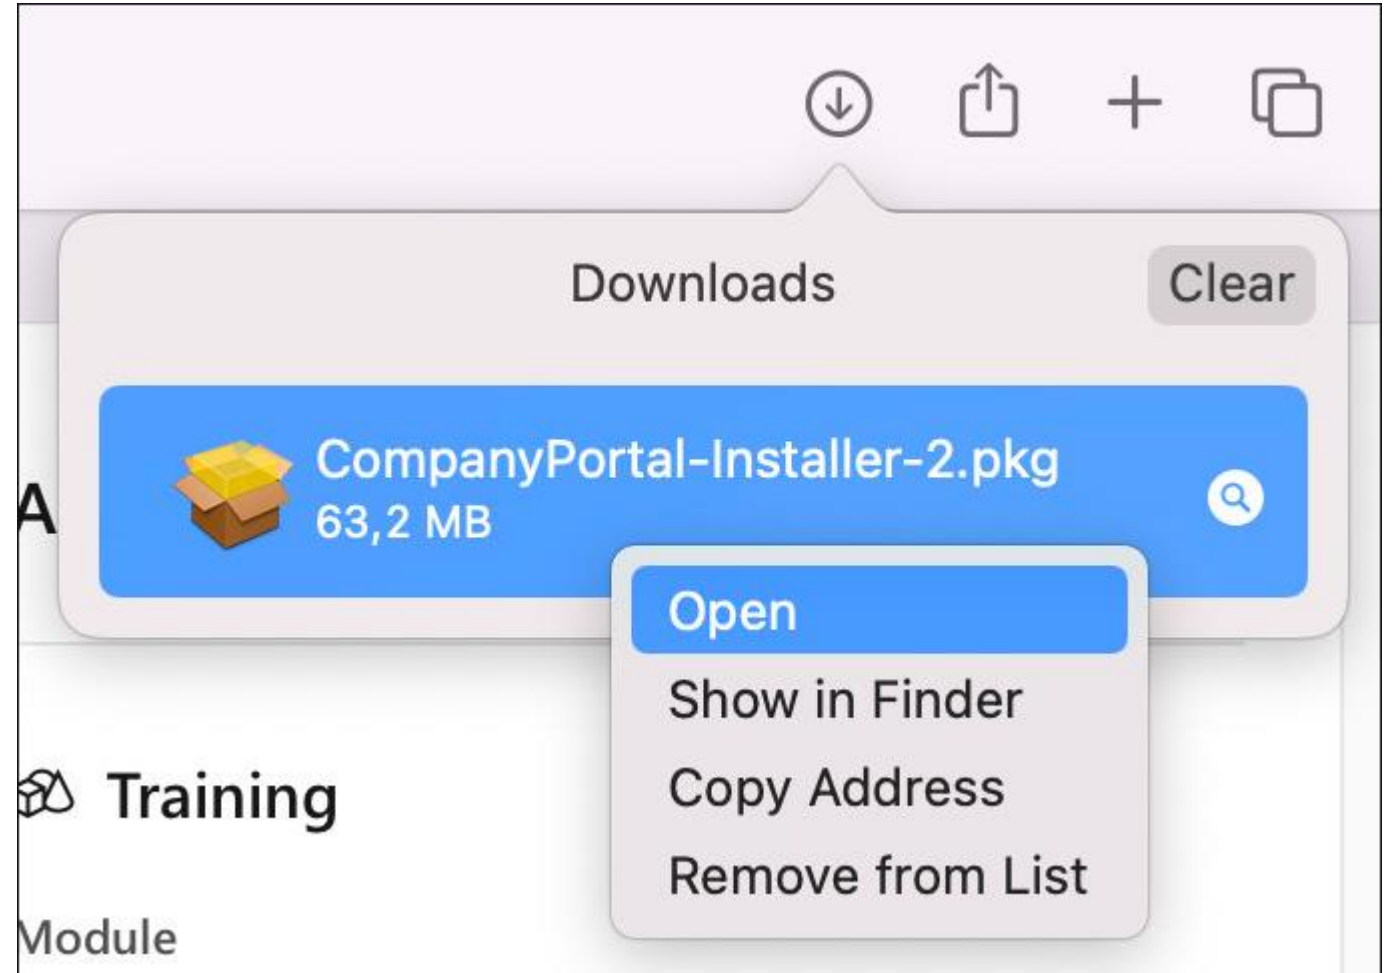 Downloads
Clear
CompanyPortal-Installer-2.pkg
63,2 MB
A
Open
Show in Finder
Copy Address
Remove from List
Training
Module